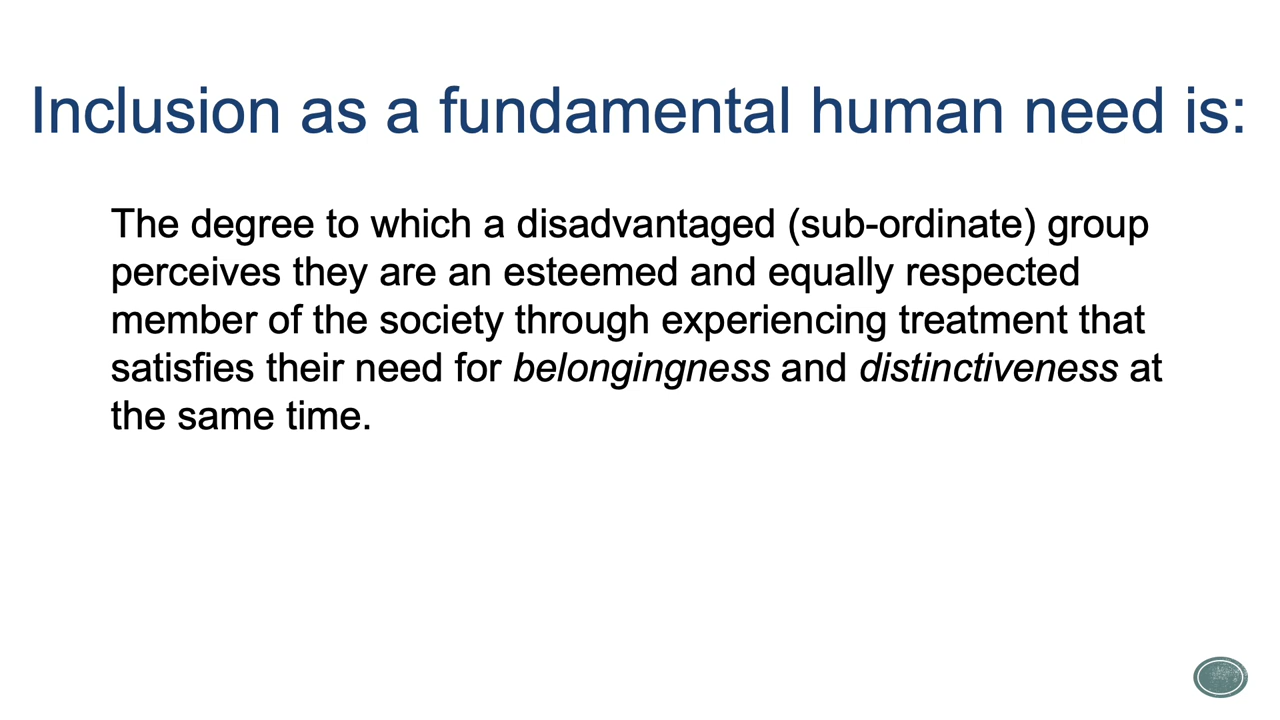 Inclusion as a fundamental human need is:
The degree to which a disadvantaged (sub-ordinate) group
perceives they are an esteemed and equally respected
member of the society through experiencing treatment that
satisfies their need for belongingness and distinctiveness at
the same time.